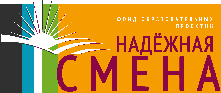 ФОНД ОБРАЗОВАТЕЛЬНЫХ
ПРОЕКТОВ
НАДЁЖНАЯ
СМЕНА